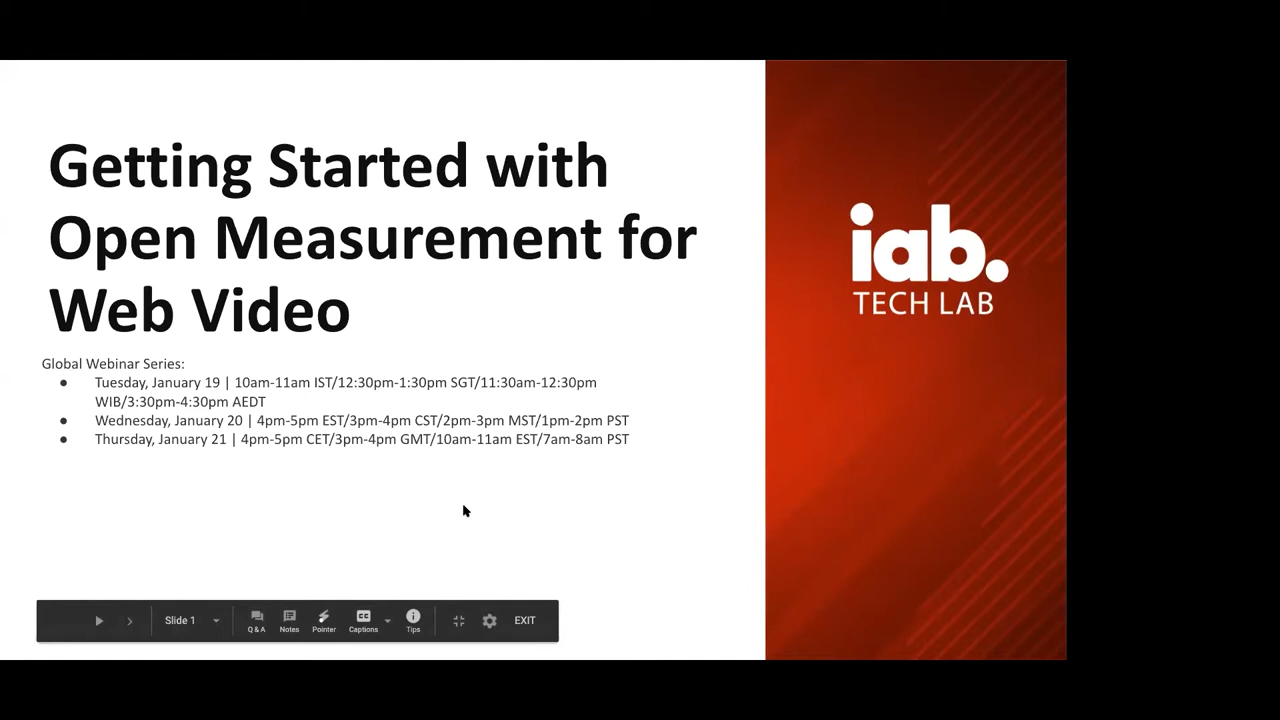 Getting Started with
Open Measurement for
Web Video
Global Webinar Series:
● Tuesday, January 19 | 10am-11am IST/12:30pm-1:30pm SGT/11:30am-12:30pm
WIB/3:30pm-4:30pm AEDT
● Wednesday, January 20 | 4pm-5pm EST/3pm-4pm CST/2pm-3pm MST/1pm-2pm PST
● Thursday, January 21 | 4pm-5pm CET/3pm-4pm GMT/10am-11am EST/7am-8am PST
iab.
TECH LAB
Slide 1
Q & A
Notes
Pointer
CC
Captions
Tips
EXIT